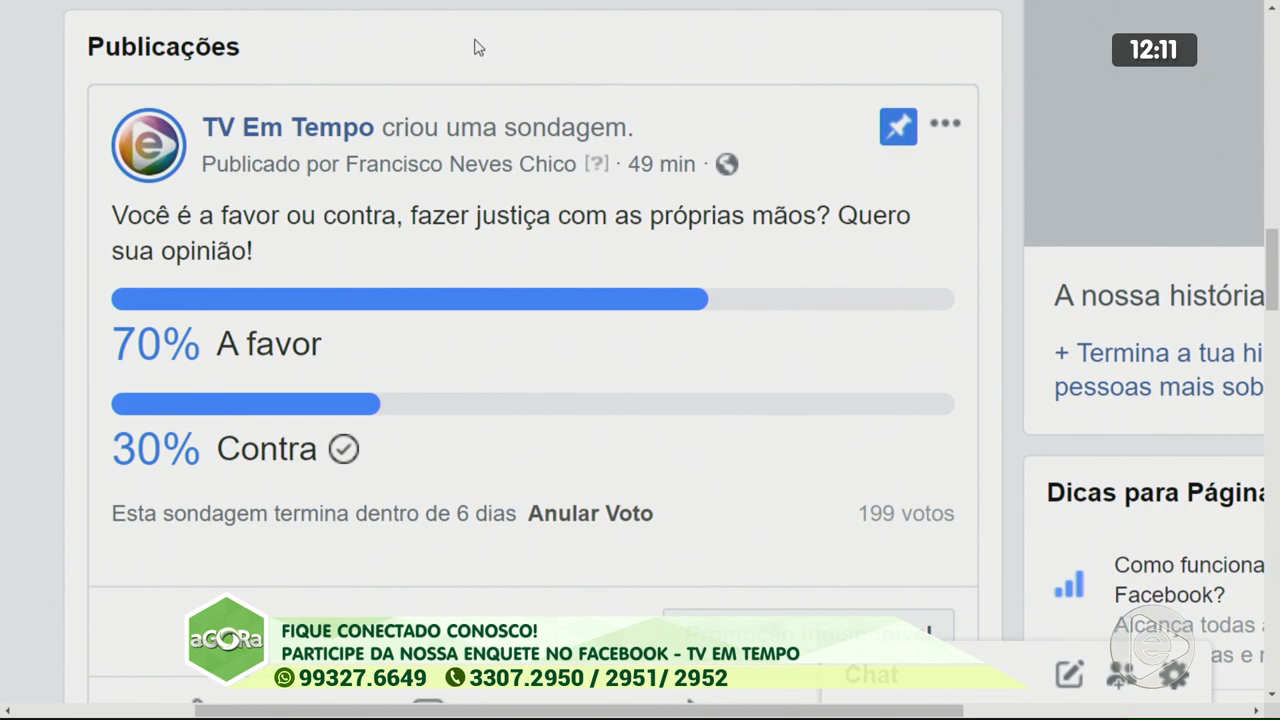 Publicações
12:11
TV Em Tempo criou uma sondagem.
Publicado por Francisco Neves Chico [?] · 49 min ·
Você é a favor ou contra, fazer justiça com as próprias mãos? Quero
sua opinião!
70% A favor
30% Contra
Esta sondagem termina dentro de 6 dias Anular Voto
199 votos
A nossa história
+ Termina a tua hi
pessoas mais sob
Dicas para Página
Como funciona
Facebook?
Alcança todas a
as e n
Promoção indisponível
Chat
aGORa
FIQUE CONECTADO CONOSCO!
PARTICIPE DA NOSSA ENQUETE NO FACEBOOK - TV EM TEMPO
99327.6649 3307.2950 / 2951/ 2952